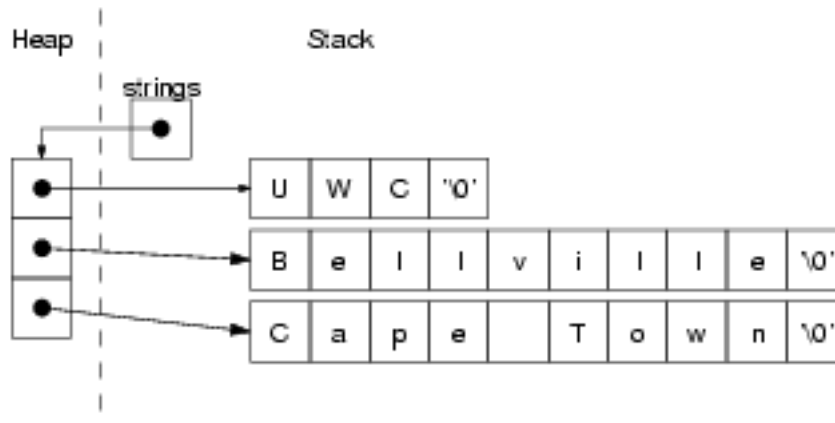 Heap Stack
strings
U W C '\0'
B e l l v i l l e '\0'
C a p e T o w n '\0'